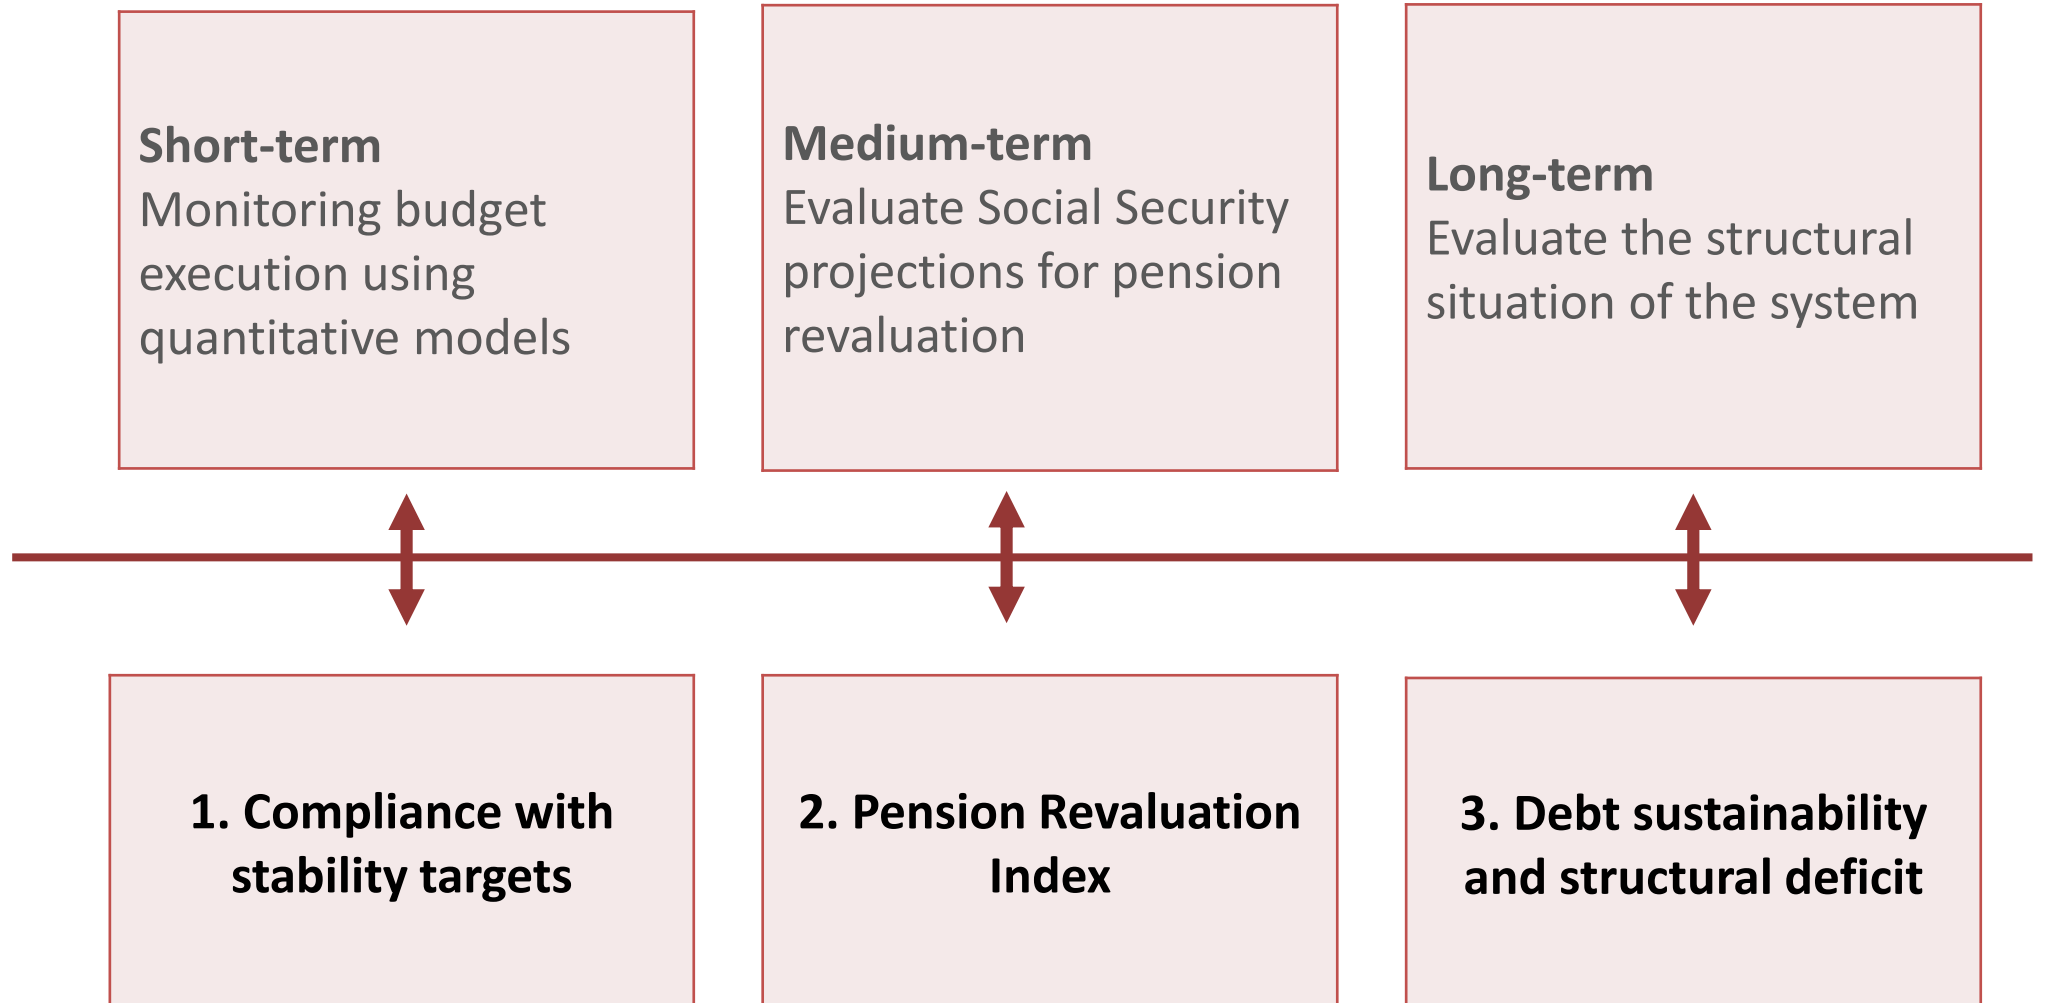 Short-term
Monitoring budget
execution using
quantitative models
Medium-term
Evaluate Social Security
projections for pension
revaluation
Long-term
Evaluate the structural
situation of the system
1. Compliance with
stability targets
2. Pension Revaluation
Index
3. Debt sustainability
and structural deficit